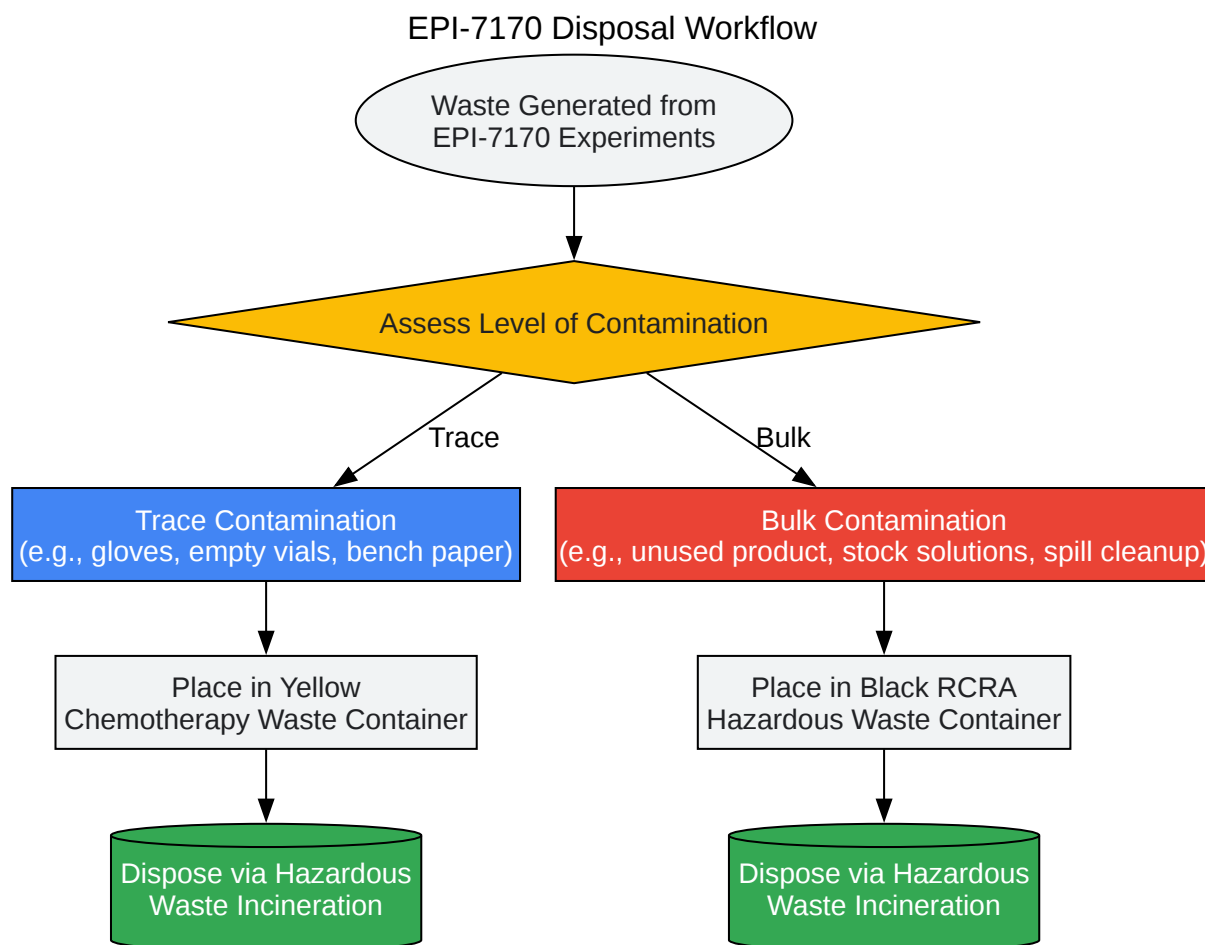 EPI-7170 Disposal Workflow
Waste Generated from
EPI-7170 Experiments
Assess Level of Contamination
Trace
Bulk
Trace Contamination
(e.g., gloves, empty vials, bench paper)
Bulk Contamination
(e.g., unused product, stock solutions, spill cleanup)
Place in Yellow
Chemotherapy Waste Container
Place in Black RCRA
Hazardous Waste Container
Dispose via Hazardous
Waste Incineration
Dispose via Hazardous
Waste Incineration